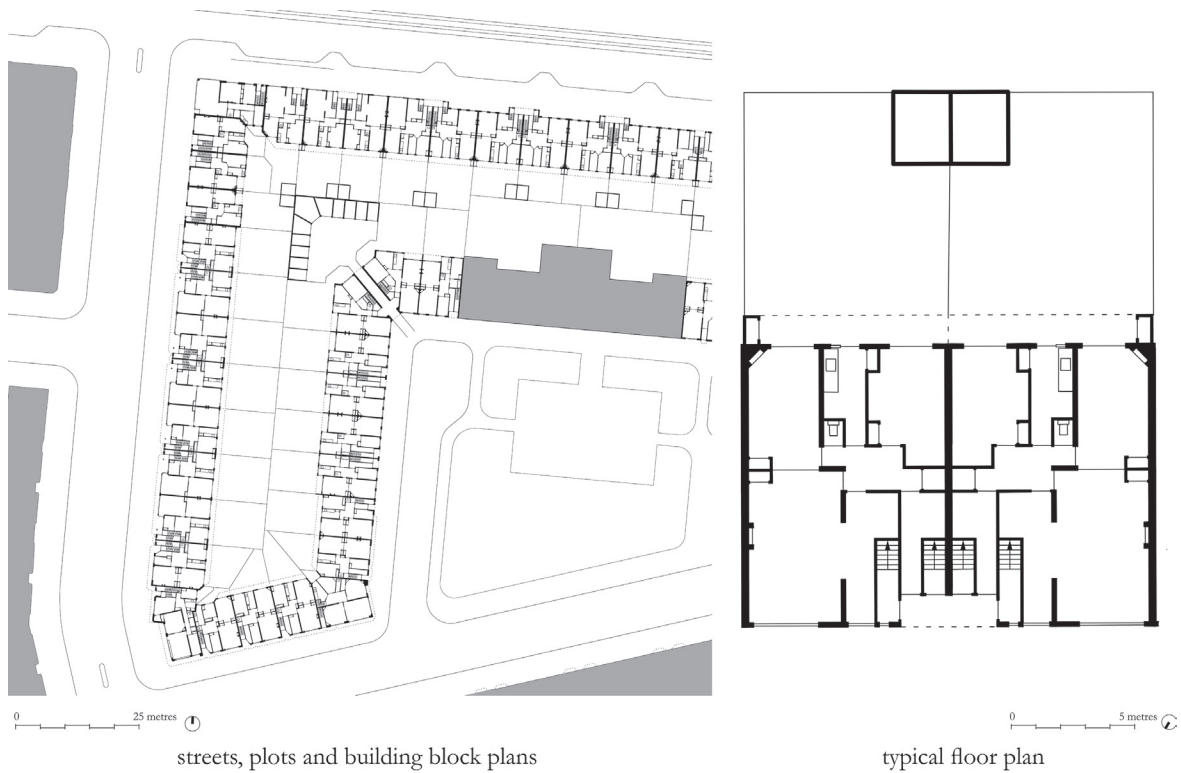 0 25 metres
streets, plots and building block plans
0 5 metres
typical floor plan